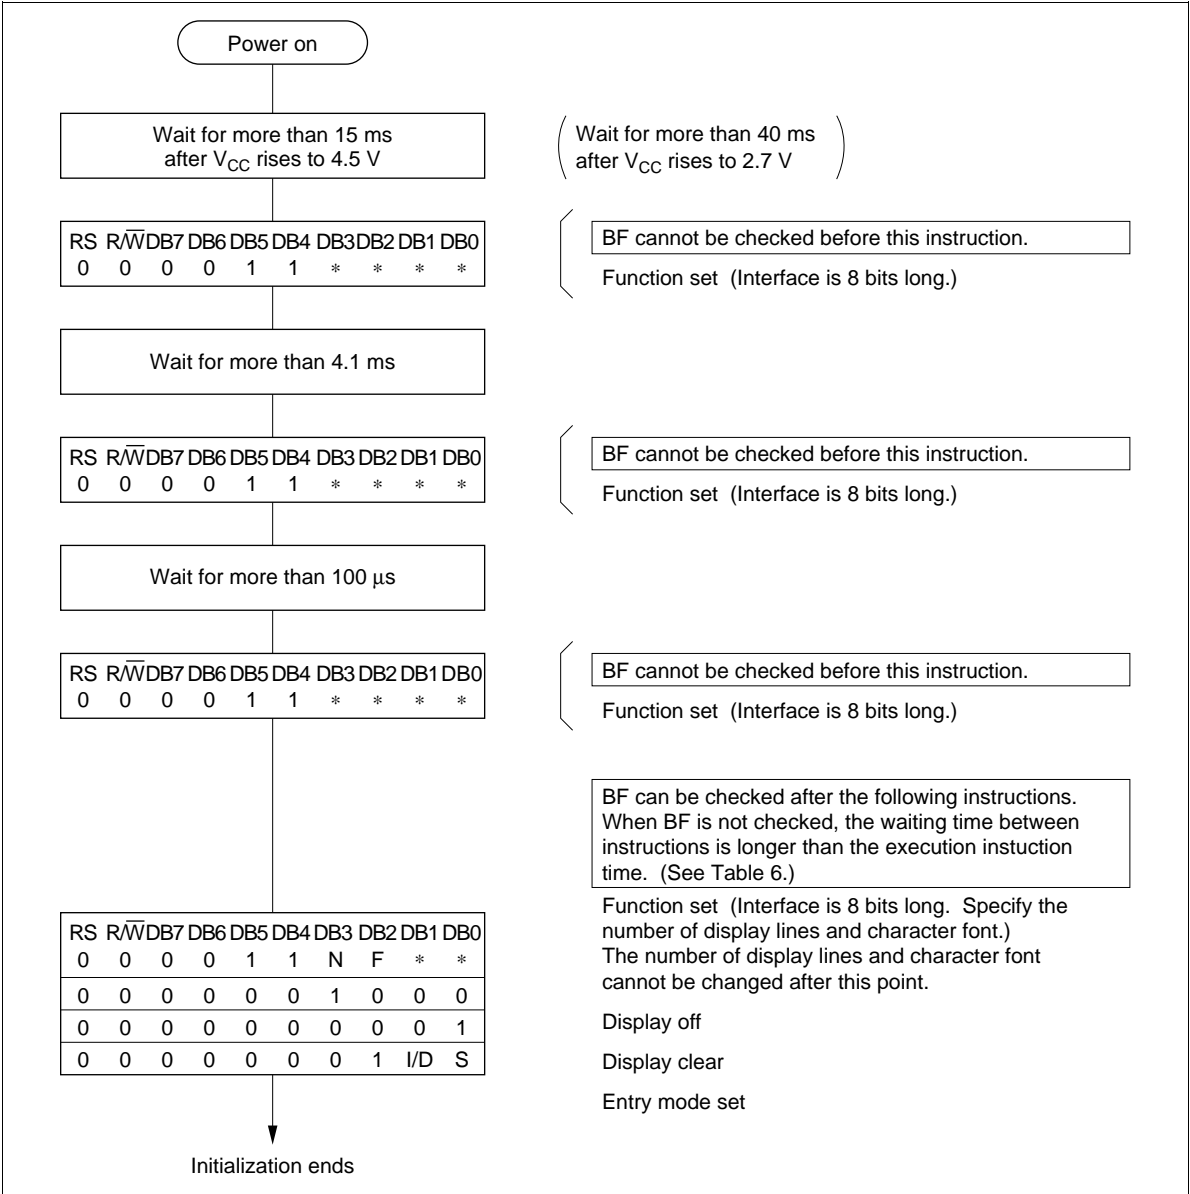 Power on
Wait for more than 15 ms
after VCC rises to 4.5 V
Wait for more than 40 ms
after VCC rises to 2.7 V
RS R/W̅ DB7 DB6 DB5 DB4 DB3 DB2 DB1 DB0
0 0 0 0 1 1 * * * *
BF cannot be checked before this instruction.
Function set (Interface is 8 bits long.)
Wait for more than 4.1 ms
RS R/W̅ DB7 DB6 DB5 DB4 DB3 DB2 DB1 DB0
0 0 0 0 1 1 * * * *
BF cannot be checked before this instruction.
Function set (Interface is 8 bits long.)
Wait for more than 100 µs
RS R/W̅ DB7 DB6 DB5 DB4 DB3 DB2 DB1 DB0
0 0 0 0 1 1 * * * *
BF cannot be checked before this instruction.
Function set (Interface is 8 bits long.)
BF can be checked after the following instructions.
When BF is not checked, the waiting time between
instructions is longer than the execution instuction
time. (See Table 6.)
RS R/W̅ DB7 DB6 DB5 DB4 DB3 DB2 DB1 DB0
0 0 0 0 1 1 N F * *
0 0 0 0 0 0 1 0 0 0
0 0 0 0 0 0 0 0 0 1
0 0 0 0 0 0 0 1 I/D S
Function set (Interface is 8 bits long. Specify the
number of display lines and character font.)
The number of display lines and character font
cannot be changed after this point.
Display off
Display clear
Entry mode set
Initialization ends